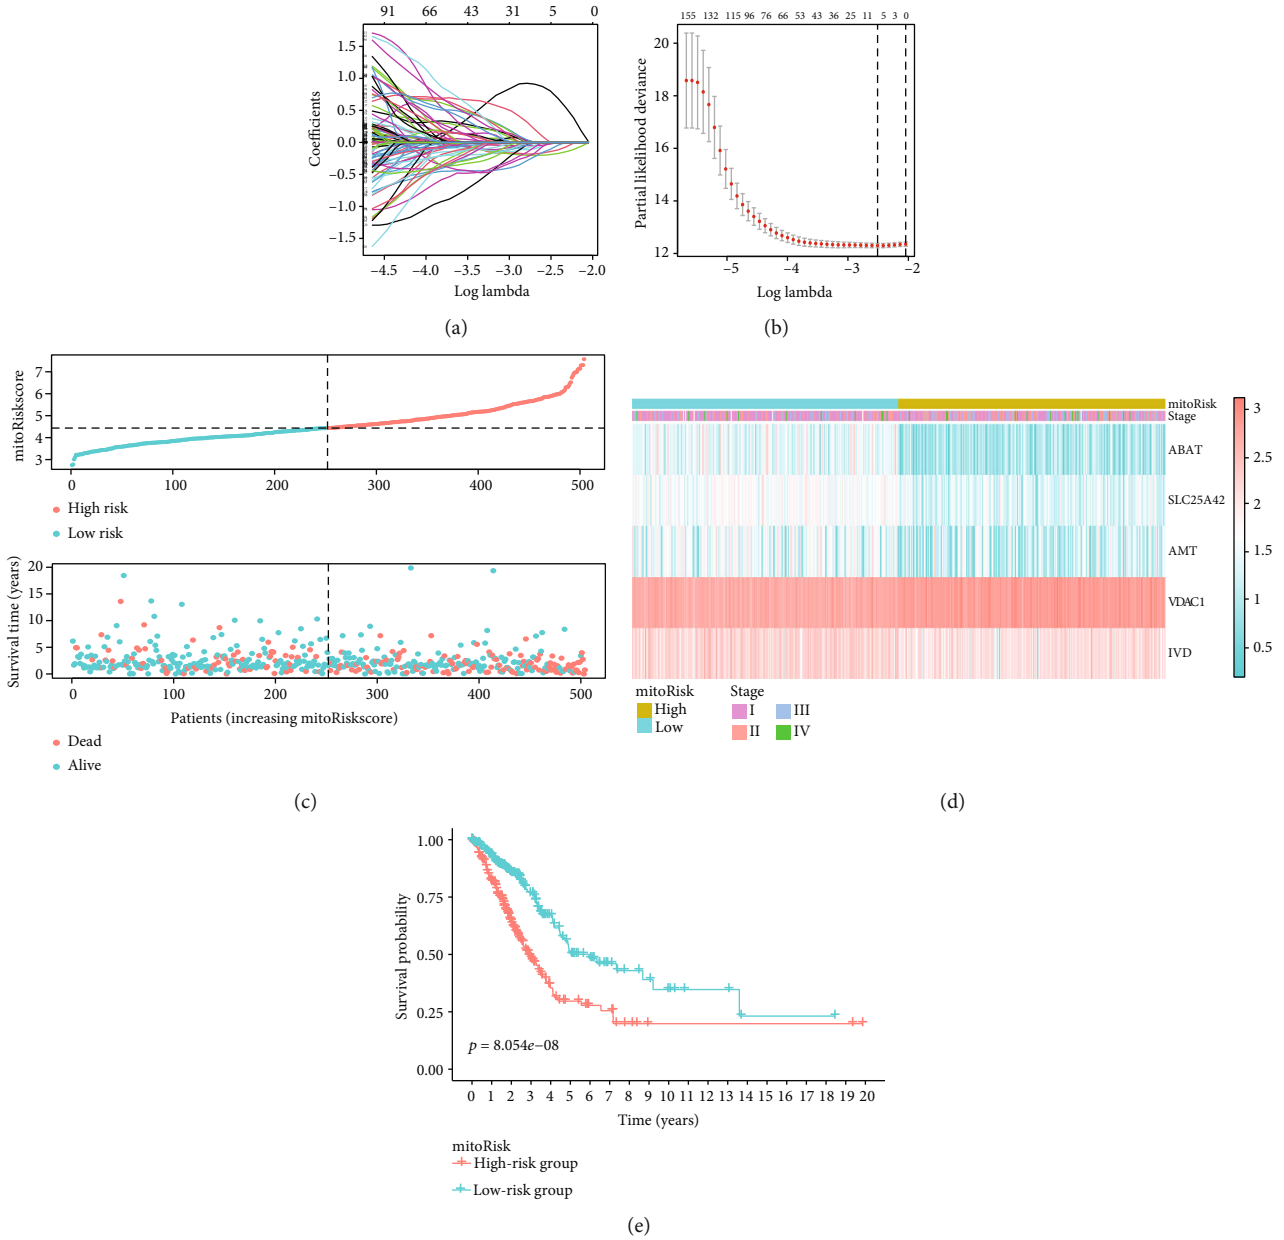 91 66 43 31 5 0
1.5
1.0
0.5
0.0
−0.5
−1.0
−1.5
Coefficients
−4.5 −4.0 −3.5 −3.0 −2.5 −2.0
Log lambda
(a)
155 132 115 96 76 66 53 43 36 25 11 5 3 0
20
18
16
14
12
Partial likelihood deviance
−5 −4 −3 −2
Log lambda
(b)
7
6
5
4
3
mitoRiskscore
0 100 200 300 400 500
High risk
Low risk
20
15
10
5
0
Survival time (years)
0 100 200 300 400 500
Patients (increasing mitoRiskscore)
Dead
Alive
(c)
mitoRisk
Stage
ABAT
SLC25A42
AMT
VDAC1
IVD
3
2.5
2
1.5
1
0.5
mitoRisk
High
Low
Stage
I III
II IV
(d)
1.00
0.75
0.50
0.25
0.00
Survival probability
p = 8.054e−08
0 1 2 3 4 5 6 7 8 9 10 11 12 13 14 15 16 17 18 19 20
Time (years)
mitoRisk
High-risk group
Low-risk group
(e)